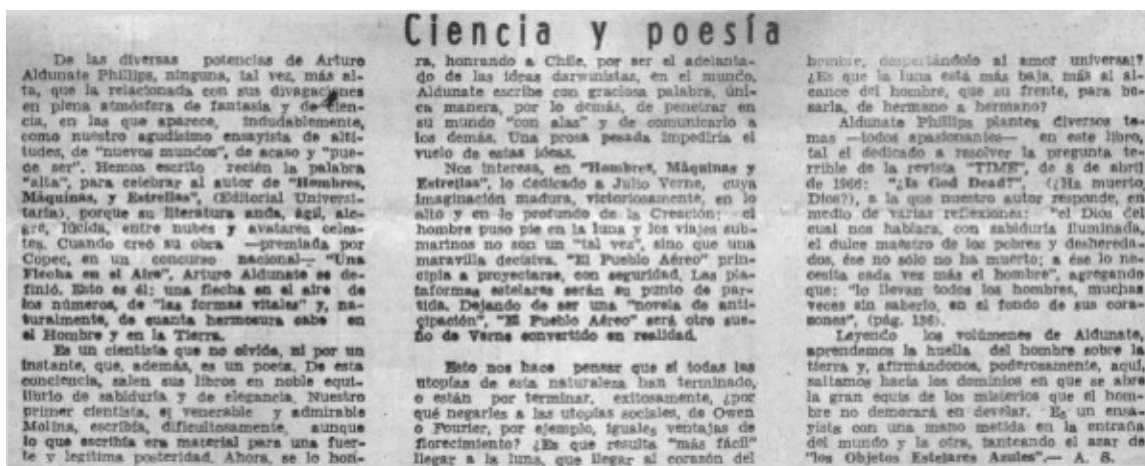 Ciencia y poesía
De las diversas potencias de Arturo
Aldunate Phillips, ninguna, tal vez, más al-
ta, que la relacionada con sus divagaciones
en plena atmósfera de fantasía y de cien-
cia, en las que aparece, indudablemente,
como nuestro agudísimo ensayista de alti-
tudes, de "nuevos mundos", de acaso y "pue-
de ser". Hemos escrito recién la palabra
"alta", para celebrar al autor de "Hombres,
Máquinas, y Estrellas", (Editorial Universi-
taria), porque su literatura anda, ágil, ale-
gre, lúcida, entre nubes y avatares celes-
tes. Cuando creó su obra —premiada por
Copec, en un concurso nacional— "Una
Flecha en el Aire", Arturo Aldunate se de-
finió. Esto es él: una flecha en el aire de
los números, de "las formas vitales" y, na-
turalmente, de cuanta hermosura cabe en
el Hombre y en la Tierra.
Es un cientista que no olvida, ni por un
instante, que, además, es un poeta. De esta
conciencia, salen sus libros en noble equi-
librio de sabiduría y de elegancia. Nuestro
primer cientista, el venerable y admirable
Molina, escribía, dificultosamente, aunque
lo que escribía era material para una fuer-
te y legítima posteridad. Ahora, se lo hon-
ra, honrando a Chile, por ser el adelanta-
do de las ideas darwinistas, en el mundo.
Aldunate escribe con graciosa palabra, úni-
ca manera, por lo demás, de penetrar en
su mundo "con alas" y de comunicarlo a
los demás. Una prosa pesada impediría el
vuelo de estas ideas.
Nos interesa, en "Hombres, Máquinas y
Estrellas", lo dedicado a Julio Verne, cuya
imaginación madura, victoriosamente, en lo
alto y en lo profundo de la Creación: el
hombre puso pie en la luna y los viajes sub-
marinos no son un "tal vez", sino que una
maravilla decisiva. "El Pueblo Aéreo" prin-
cipia a proyectarse, con seguridad. Las pla-
taformas estelares serán su punto de par-
tida. Dejando de ser una "novela de anti-
cipación", "El Pueblo Aéreo" será otro sue-
ño de Verne convertido en realidad.
Esto nos hace pensar que si todas las
utopías de esta naturaleza han terminado,
o están por terminar, exitosamente, ¿por
qué negarles a las utopías sociales, de Owen
o Fourier, por ejemplo, iguales ventajas de
florecimiento? ¿Es que resulta "más fácil"
llegar a la luna, que llegar al corazón del
hombre, despertándolo al amor universal?
¿Es que la luna está más baja, más al al-
cance del hombre, que su frente, para be-
sarla, de hermano a hermano?
Aldunate Phillips plantea diversos te-
mas —todos apasionantes— en este libro,
tal el dedicado a resolver la pregunta te-
rrible de la revista "TIME", de 8 de abril
de 1966: "¿Is God Dead?", (¿Ha muerto
Dios?), a la que nuestro autor responde, en
medio de varias reflexiones: "el Dios del
cual nos hablara, con sabiduría iluminada,
el dulce maestro de los pobres y deshereda-
dos, ése no sólo no ha muerto; a ése lo ne-
cesita cada vez más el hombre", agregando
que: "lo llevan todos los hombres, muchas
veces sin saberlo, en el fondo de sus cora-
zones", (pág. 136).
Leyendo los volúmenes de Aldunate,
aprendemos la huella del hombre sobre la
tierra y, afirmándonos, poderosamente, aquí,
saltamos hacia los dominios en que se abre
la gran equis de los misterios que el hom-
bre no demorará en develar. Es un ensa-
yista con una mano metida en la entraña
del mundo y la otra, tanteando el azar de
"los Objetos Estelares Azules".— A. S.